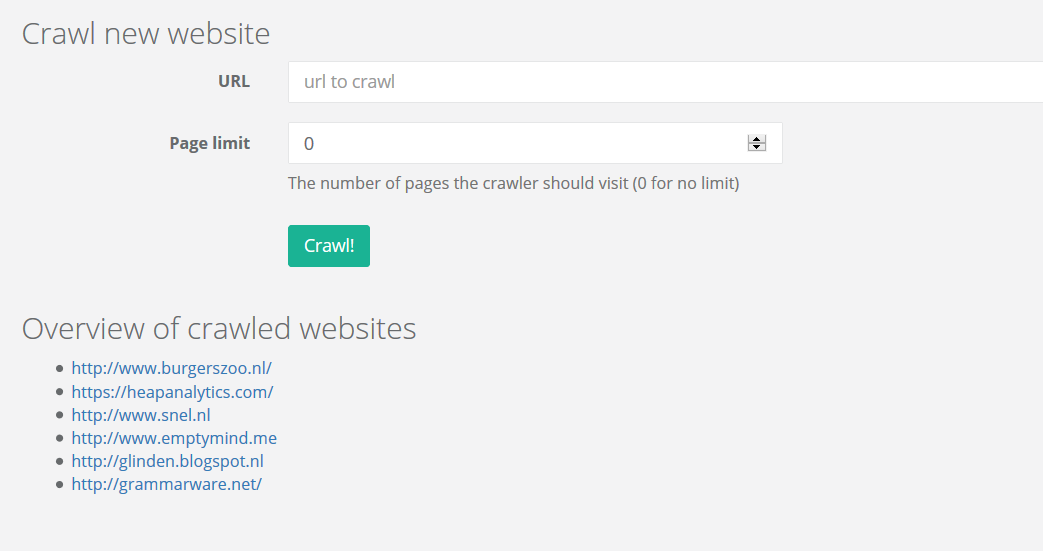 Crawl new website
URL
url to crawl
Page limit
0
The number of pages the crawler should visit (0 for no limit)
Crawl!
Overview of crawled websites
http://www.burgerszoo.nl/
https://heapanalytics.com/
http://www.snel.nl
http://www.emptymind.me
http://glinden.blogspot.nl
http://grammarware.net/